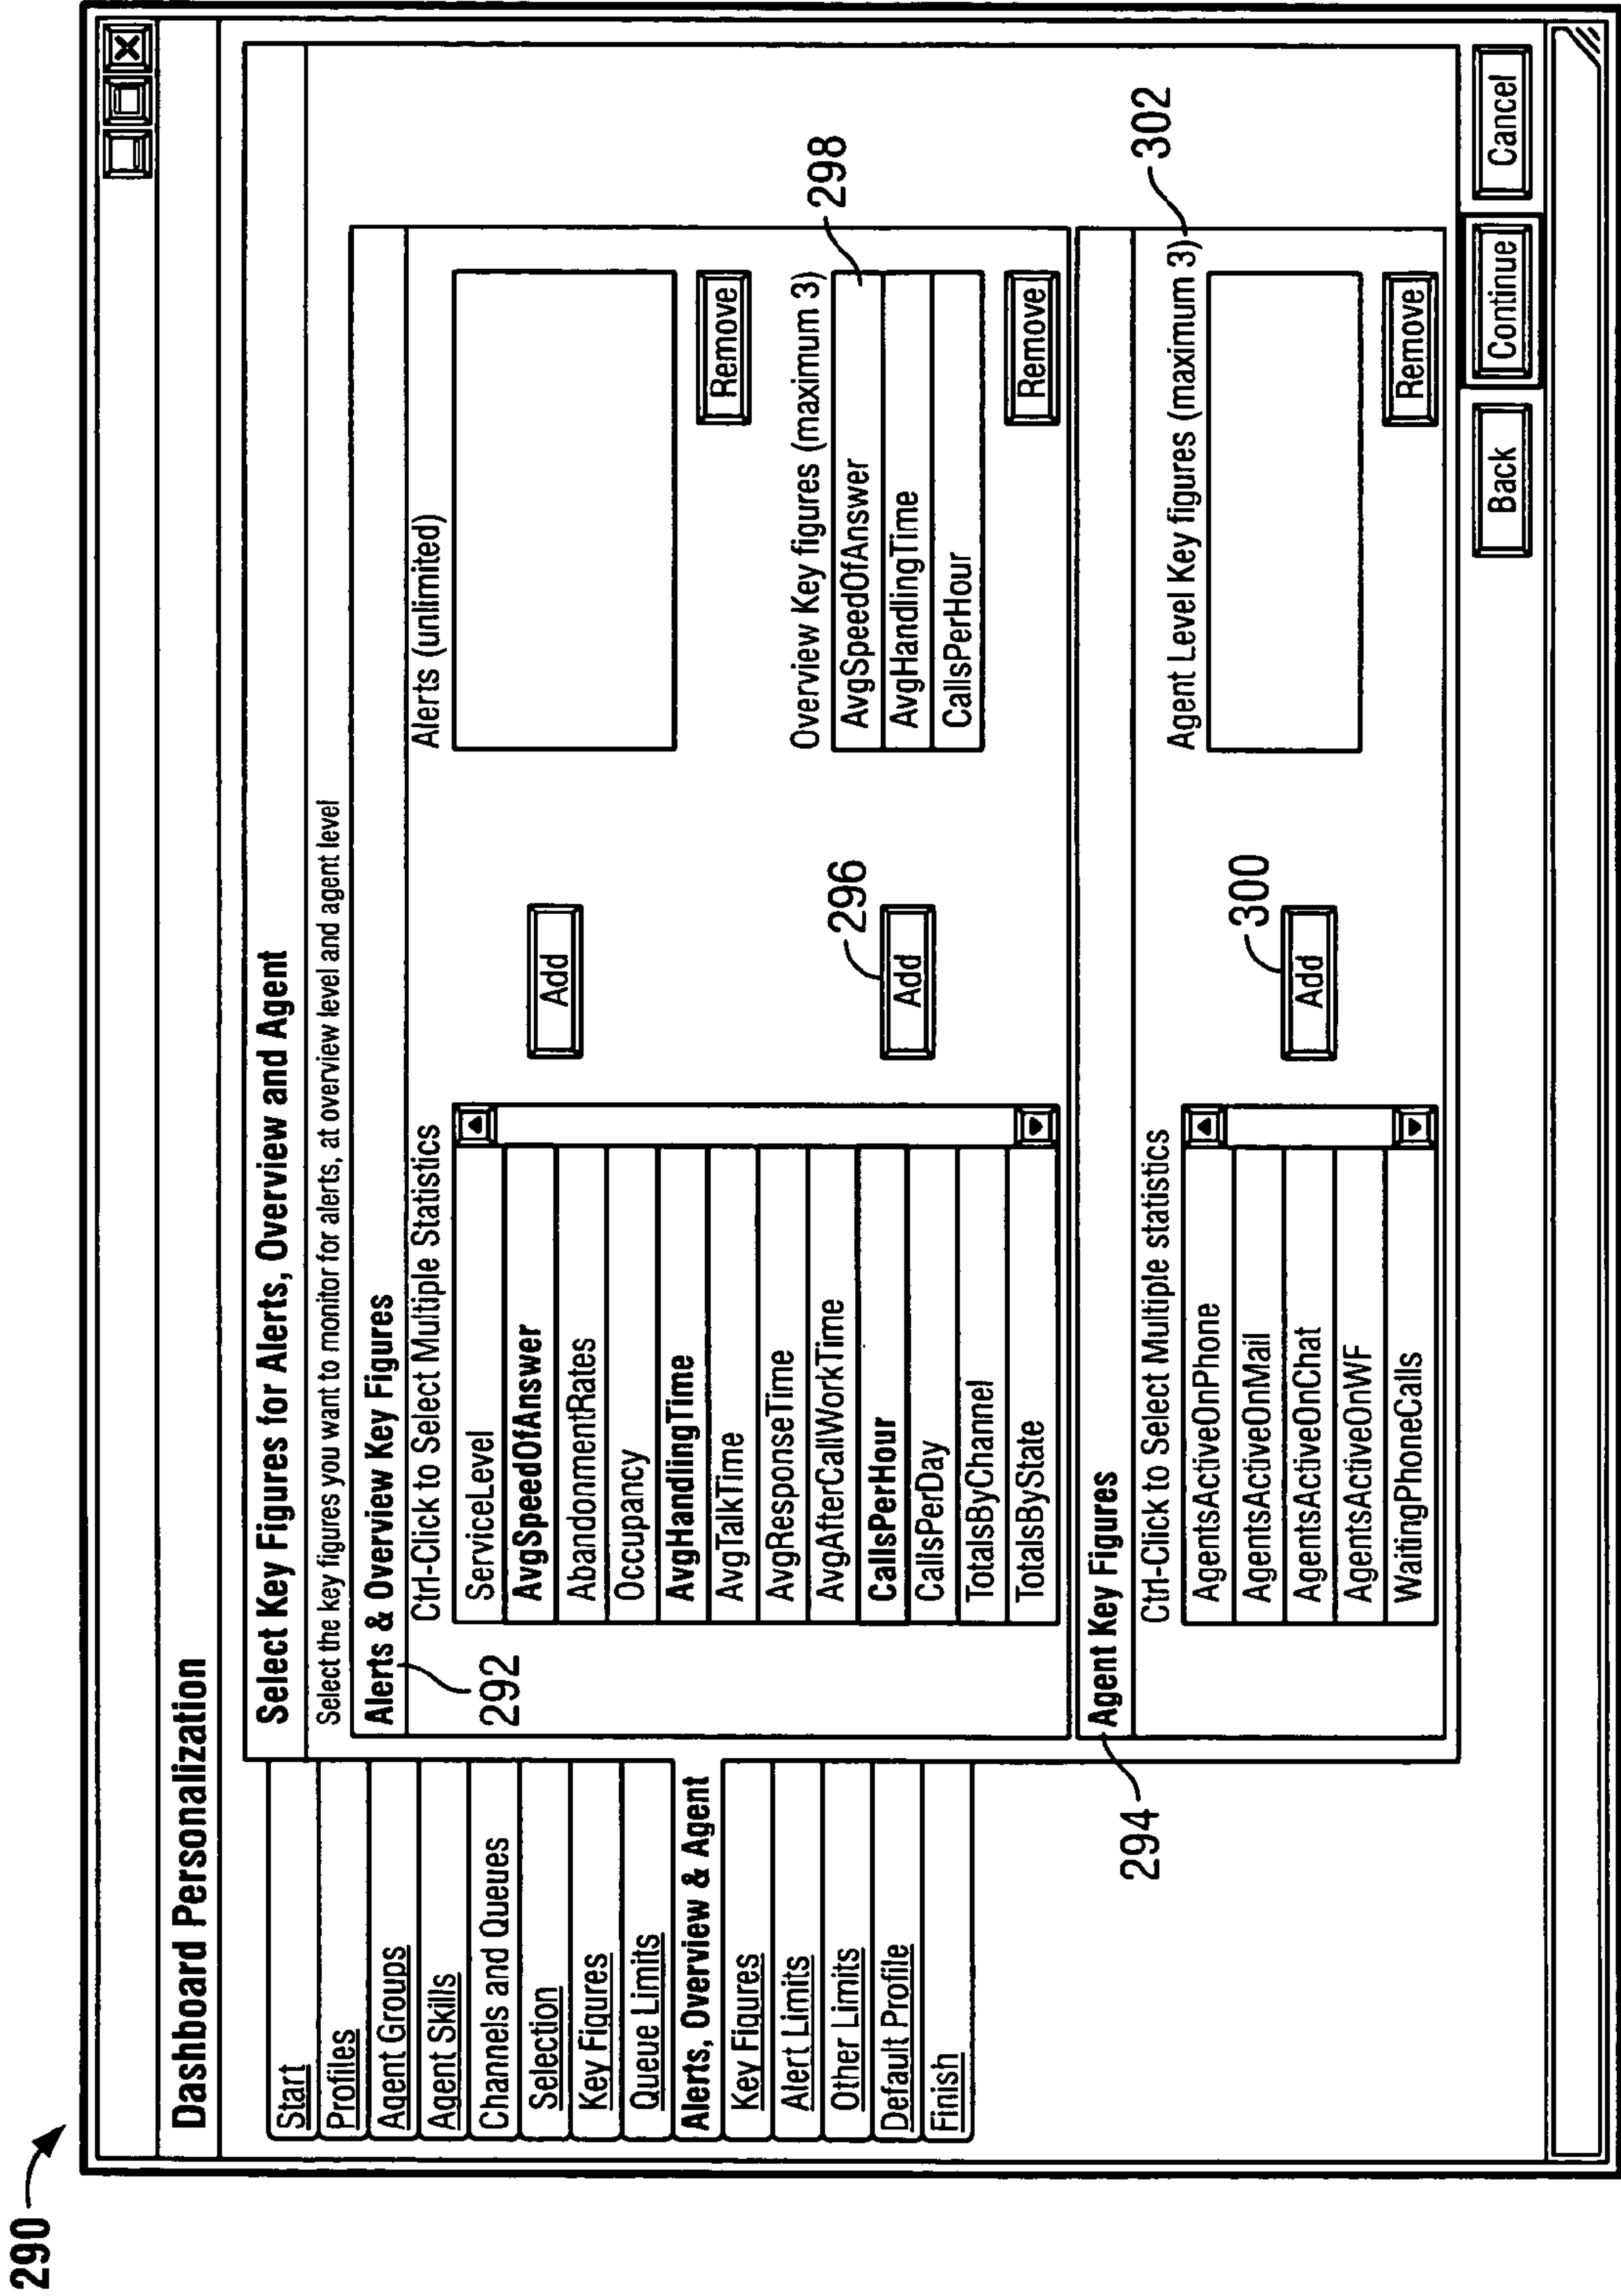 290
Dashboard Personalization
Start
Profiles
Agent Groups
Agent Skills
Channels and Queues
Selection
Key Figures
Queue Limits
Alerts, Overview & Agent
Key Figures
Alert Limits
Other Limits
Default Profile
Finish
Select Key Figures for Alerts, Overview and Agent
Select the key figures you want to monitor for alerts, at overview level and agent level
Alerts & Overview Key Figures
292
Ctrl-Click to Select Multiple Statistics
ServiceLevel
AvgSpeedOfAnswer
AbandonmentRates
Occupancy
AvgHandlingTime
AvgTalkTime
AvgResponseTime
AvgAfterCallWorkTime
CallsPerHour
CallsPerDay
TotalsByChannel
TotalsByState
Add
296
Add
Alerts (unlimited)
Remove
Overview Key figures (maximum 3)
298
AvgSpeedOfAnswer
AvgHandlingTime
CallsPerHour
Remove
294
Agent Key Figures
Ctrl-Click to Select Multiple statistics
AgentsActiveOnPhone
AgentsActiveOnMail
AgentsActiveOnChat
AgentsActiveOnWF
WaitingPhoneCalls
300
Add
Agent Level Key figures (maximum 3)
302
Remove
Back
Continue
Cancel